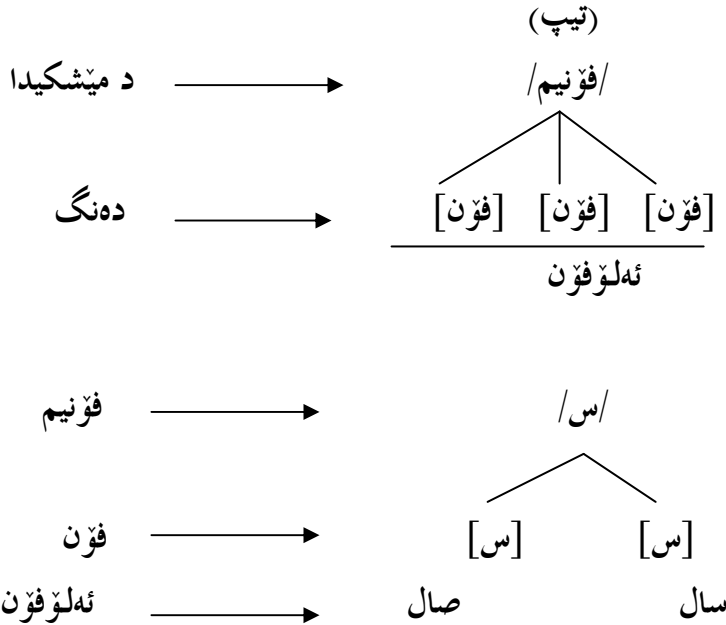 (تیپ)
د مێشکیدا /فۆنیم/
دەنگ [فۆن] [فۆن] [فۆن]
ئەلۆفۆن
فۆنیم /س/
فۆن [س] [س]
ئەلۆفۆن صال سال